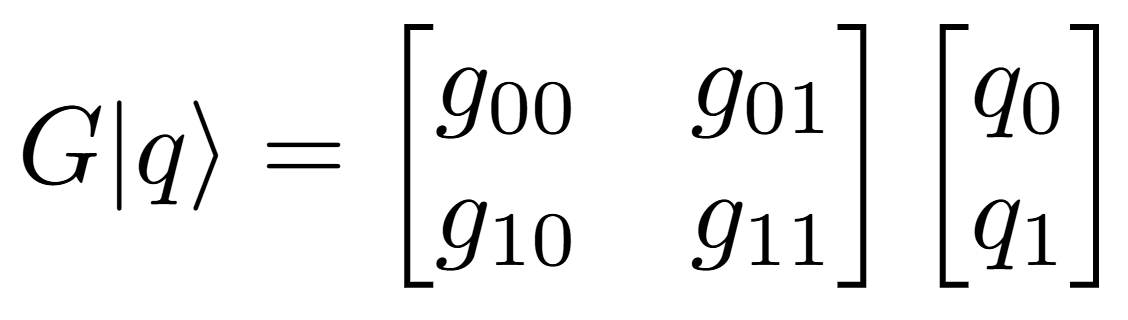 G|q⟩ = [g₀₀ g₀₁; g₁₀ g₁₁] [q₀; q₁]